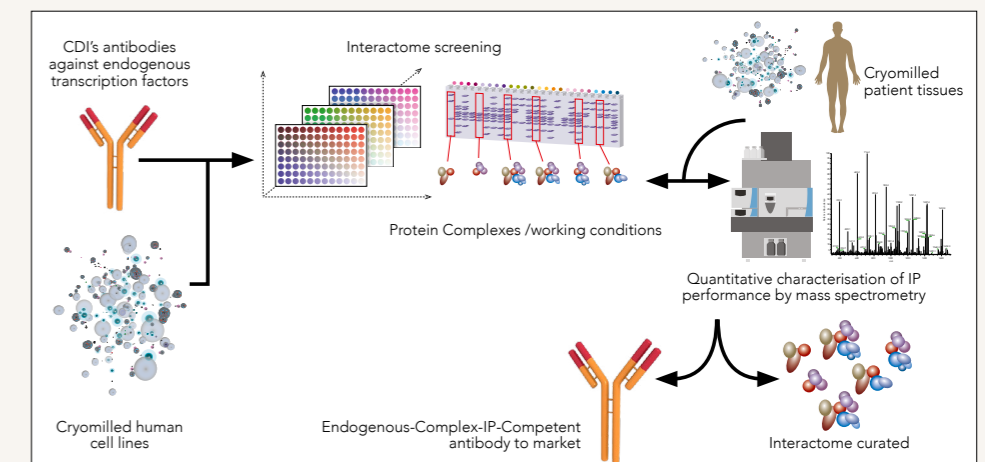 CDI's antibodies
against endogenous
transcription factors
Interactome screening
Cryomilled
patient tissues
Protein Complexes /working conditions
Quantitative characterisation of IP
performance by mass spectrometry
Cryomilled human
cell lines
Endogenous-Complex-IP-Competent
antibody to market
Interactome curated